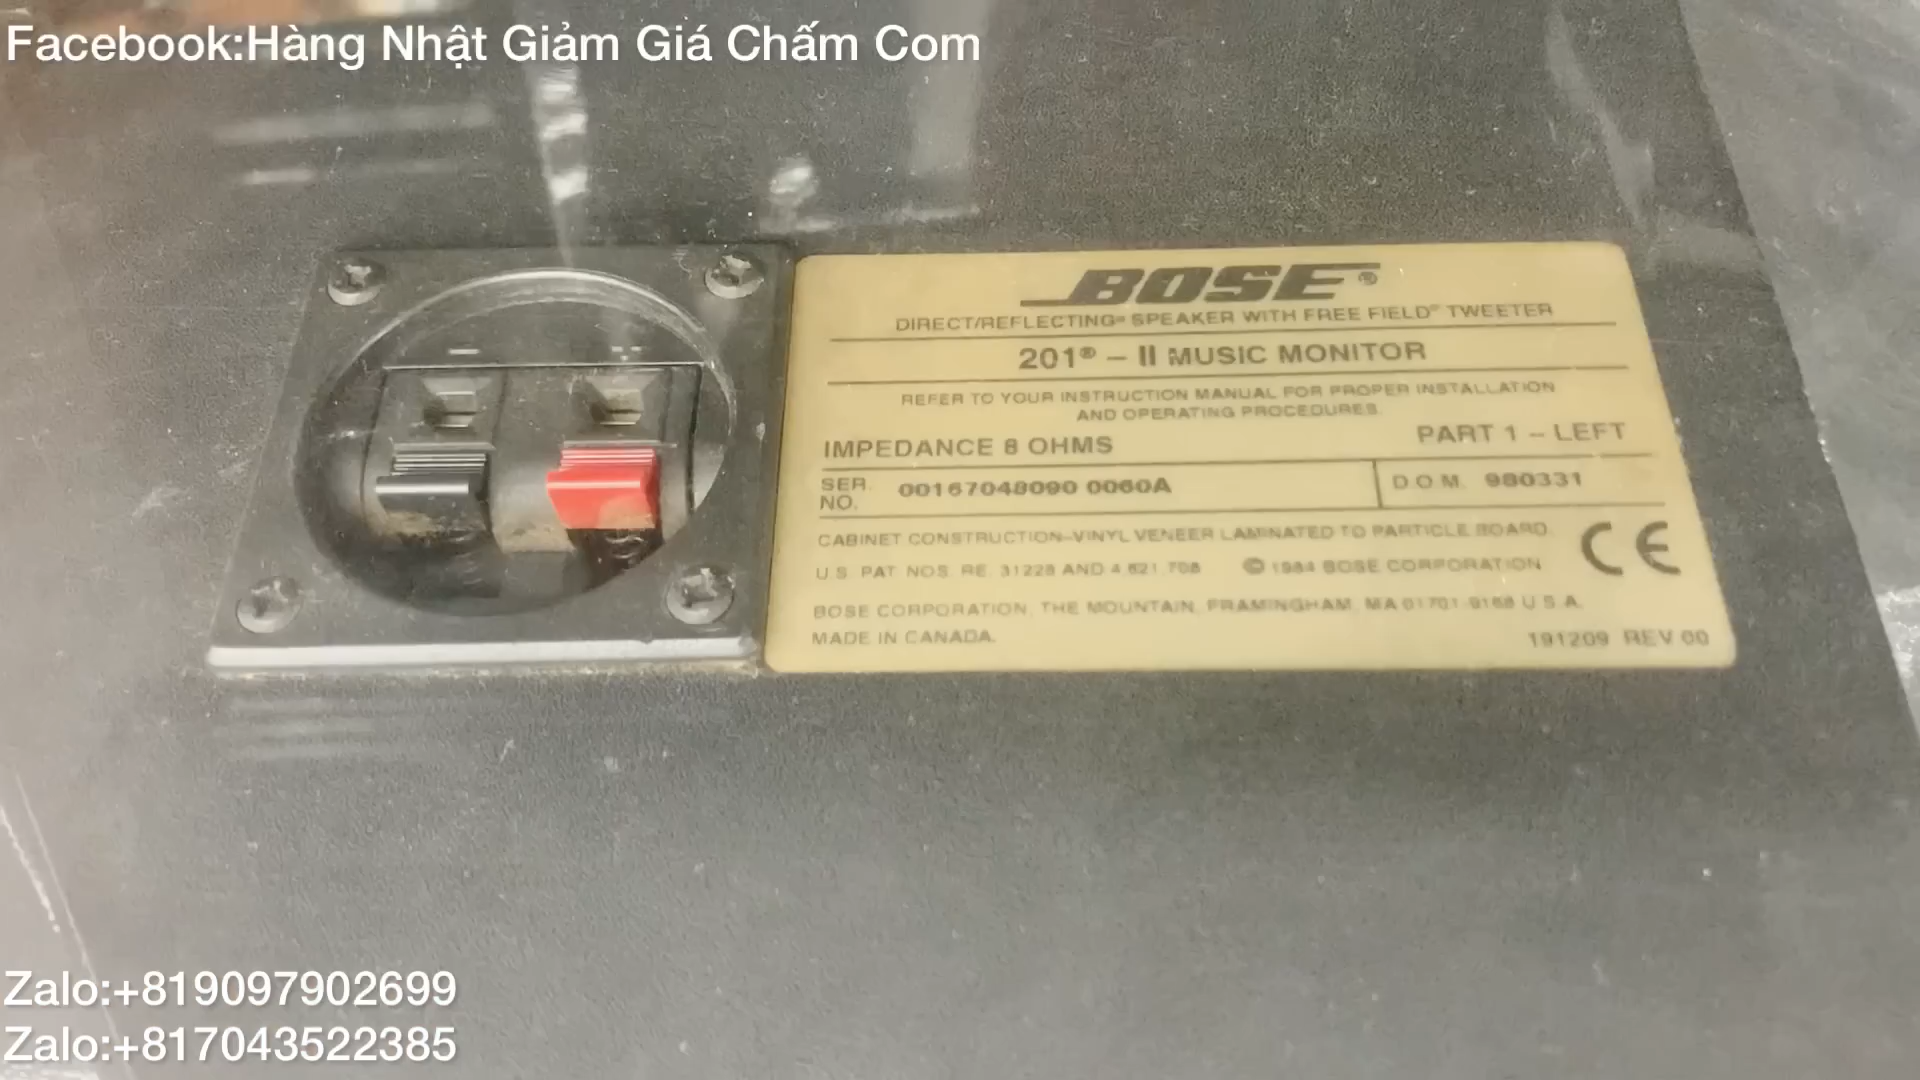 Facebook:Hàng Nhật Giảm Giá Chấm Com
BOSE®
DIRECT/REFLECTING® SPEAKER WITH FREE FIELD® TWEETER
201® – II MUSIC MONITOR
REFER TO YOUR INSTRUCTION MANUAL FOR PROPER INSTALLATION
AND OPERATING PROCEDURES.
IMPEDANCE 8 OHMS
PART 1 – LEFT
SER. NO. 00167048090 0060A
D.O.M. 980331
CABINET CONSTRUCTION–VINYL VENEER LAMINATED TO PARTICLE BOARD.
CE
U.S. PAT. NOS. RE. 31228 AND 4,821,708 © 1984 BOSE CORPORATION
BOSE CORPORATION, THE MOUNTAIN, FRAMINGHAM, MA 01701-9168 U.S.A.
MADE IN CANADA.
191209 REV 00
Zalo:+819097902699
Zalo:+817043522385